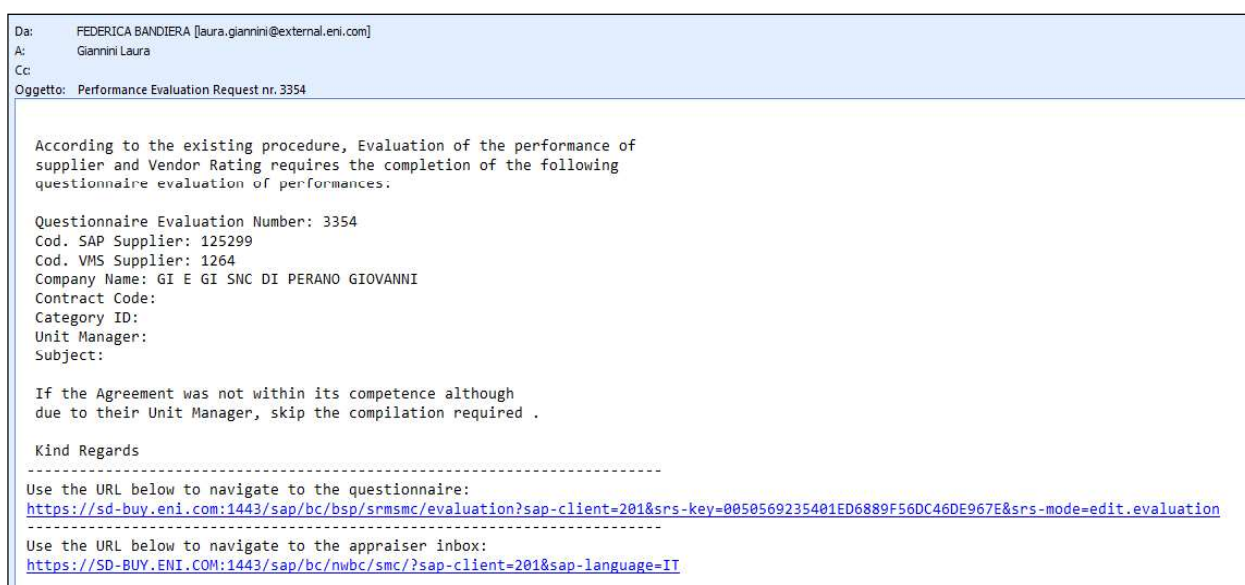 Da: FEDERICA BANDIERA [laura.giannini@external.eni.com]
A: Giannini Laura
Cc:
Oggetto: Performance Evaluation Request nr. 3354
According to the existing procedure, Evaluation of the performance of
supplier and Vendor Rating requires the completion of the following
questionnaire evaluation of performances.
Questionnaire Evaluation Number: 3354
Cod. SAP Supplier: 125299
Cod. VMS Supplier: 1264
Company Name: GI E GI SNC DI PERANO GIOVANNI
Contract Code:
Category ID:
Unit Manager:
Subject:
If the Agreement was not within its competence although
due to their Unit Manager, skip the compilation required .
Kind Regards
-------------------------------------------------------------------------
Use the URL below to navigate to the questionnaire:
https://sd-buy.eni.com:1443/sap/bc/bsp/srmsmc/evaluation?sap-client=201&srs-key=0050569235401ED6889F56DC46DE967E&srs-mode=edit.evaluation
-------------------------------------------------------------------------
Use the URL below to navigate to the appraiser inbox:
https://SD-BUY.ENI.COM:1443/sap/bc/nwbc/smc/?sap-client=201&sap-language=IT